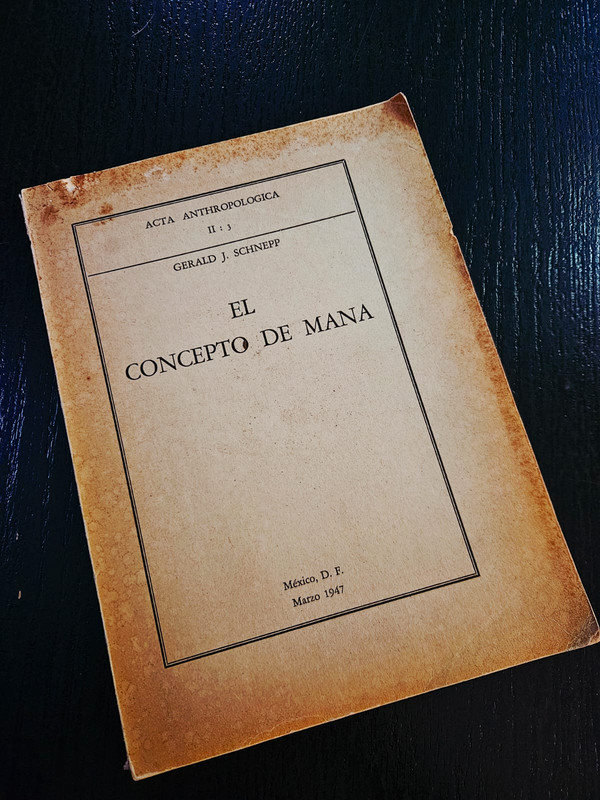 ACTA ANTHROPOLOGICA
II : 3
GERALD J. SCHNEPP
EL
CONCEPTO DE MANA
México, D. F.
Marzo 1947